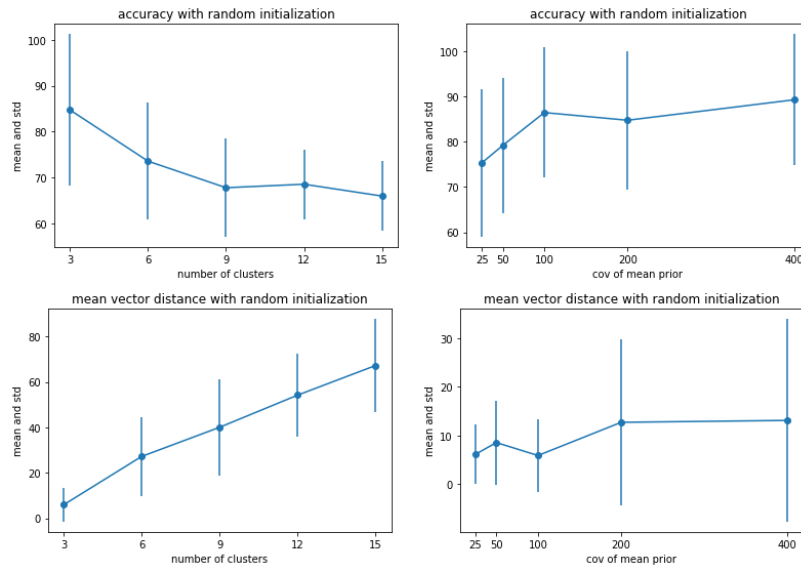 accuracy with random initialization
mean and std
100
90
80
70
60
3 6 9 12 15
number of clusters
accuracy with random initialization
mean and std
100
90
80
70
60
25 50 100 200 400
cov of mean prior
mean vector distance with random initialization
mean and std
80
60
40
20
0
3 6 9 12 15
number of clusters
mean vector distance with random initialization
mean and std
30
20
10
0
25 50 100 200 400
cov of mean prior